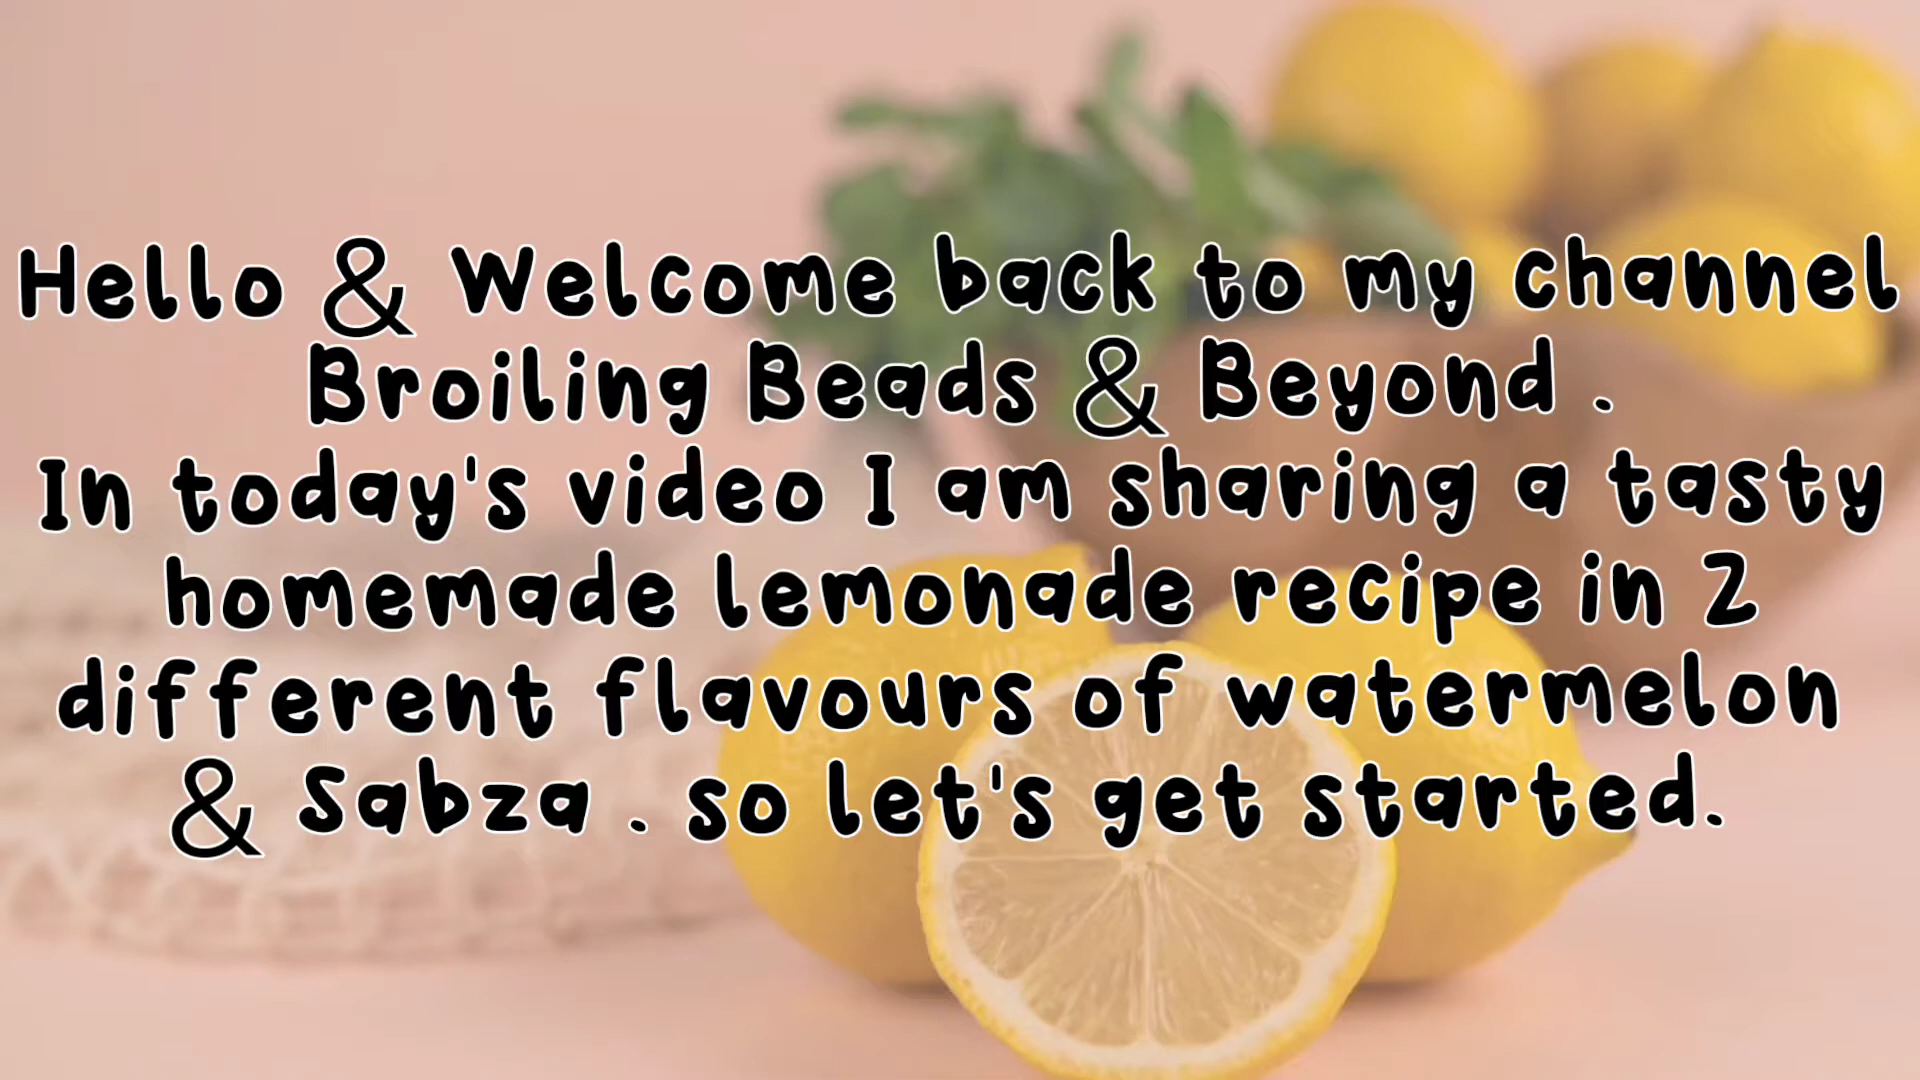 Hello & Welcome back to my channel
Broiling Beads & Beyond .
In today's video I am sharing a tasty
homemade lemonade recipe in 2
different flavours of watermelon
& Sabza . so let's get started.